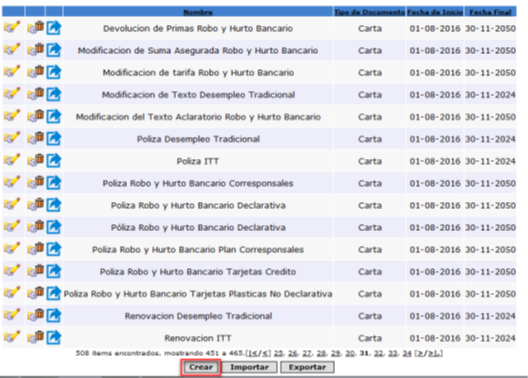 Nombre Tipo de Documento Fecha de Inicio Fecha Final
Devolucion de Primas Robo y Hurto Bancario Carta 01-08-2016 30-11-2050
Modificacion de Suma Asegurada Robo y Hurto Bancario Carta 01-08-2016 30-11-2050
Modificacion de tarifa Robo y Hurto Bancario Carta 01-08-2016 30-11-2050
Modificacion de Texto Desempleo Tradicional Carta 01-08-2016 30-11-2024
Modificacion del Texto Aclaratorio Robo y Hurto Bancario Carta 01-08-2016 30-11-2050
Poliza Desempleo Tradicional Carta 01-08-2016 30-11-2024
Poliza ITT Carta 01-08-2016 30-11-2024
Poliza Robo y Hurto Bancario Corresponsales Carta 01-08-2016 30-11-2050
Poliza Robo y Hurto Bancario Declarativa Carta 01-08-2016 30-11-2050
Póliza Robo y Hurto Bancario Declarativa Carta 01-08-2016 30-11-2050
Poliza Robo y Hurto Bancario Plan Corresponsales Carta 01-08-2016 30-11-2050
Poliza Robo y Hurto Bancario Tarjetas Credito Carta 01-08-2016 30-11-2050
Poliza Robo y Hurto Bancario Tarjetas Plasticas No Declarativa Carta 01-08-2016 30-11-2050
Renovacion Desempleo Tradicional Carta 01-08-2016 30-11-2024
Renovacion ITT Carta 01-08-2016 30-11-2024
508 items encontrados, mostrando 451 a 465.[|</<] 25, 26, 27, 28, 29, 30, 31, 32, 33, 34 [>/>|.]
Crear Importar Exportar